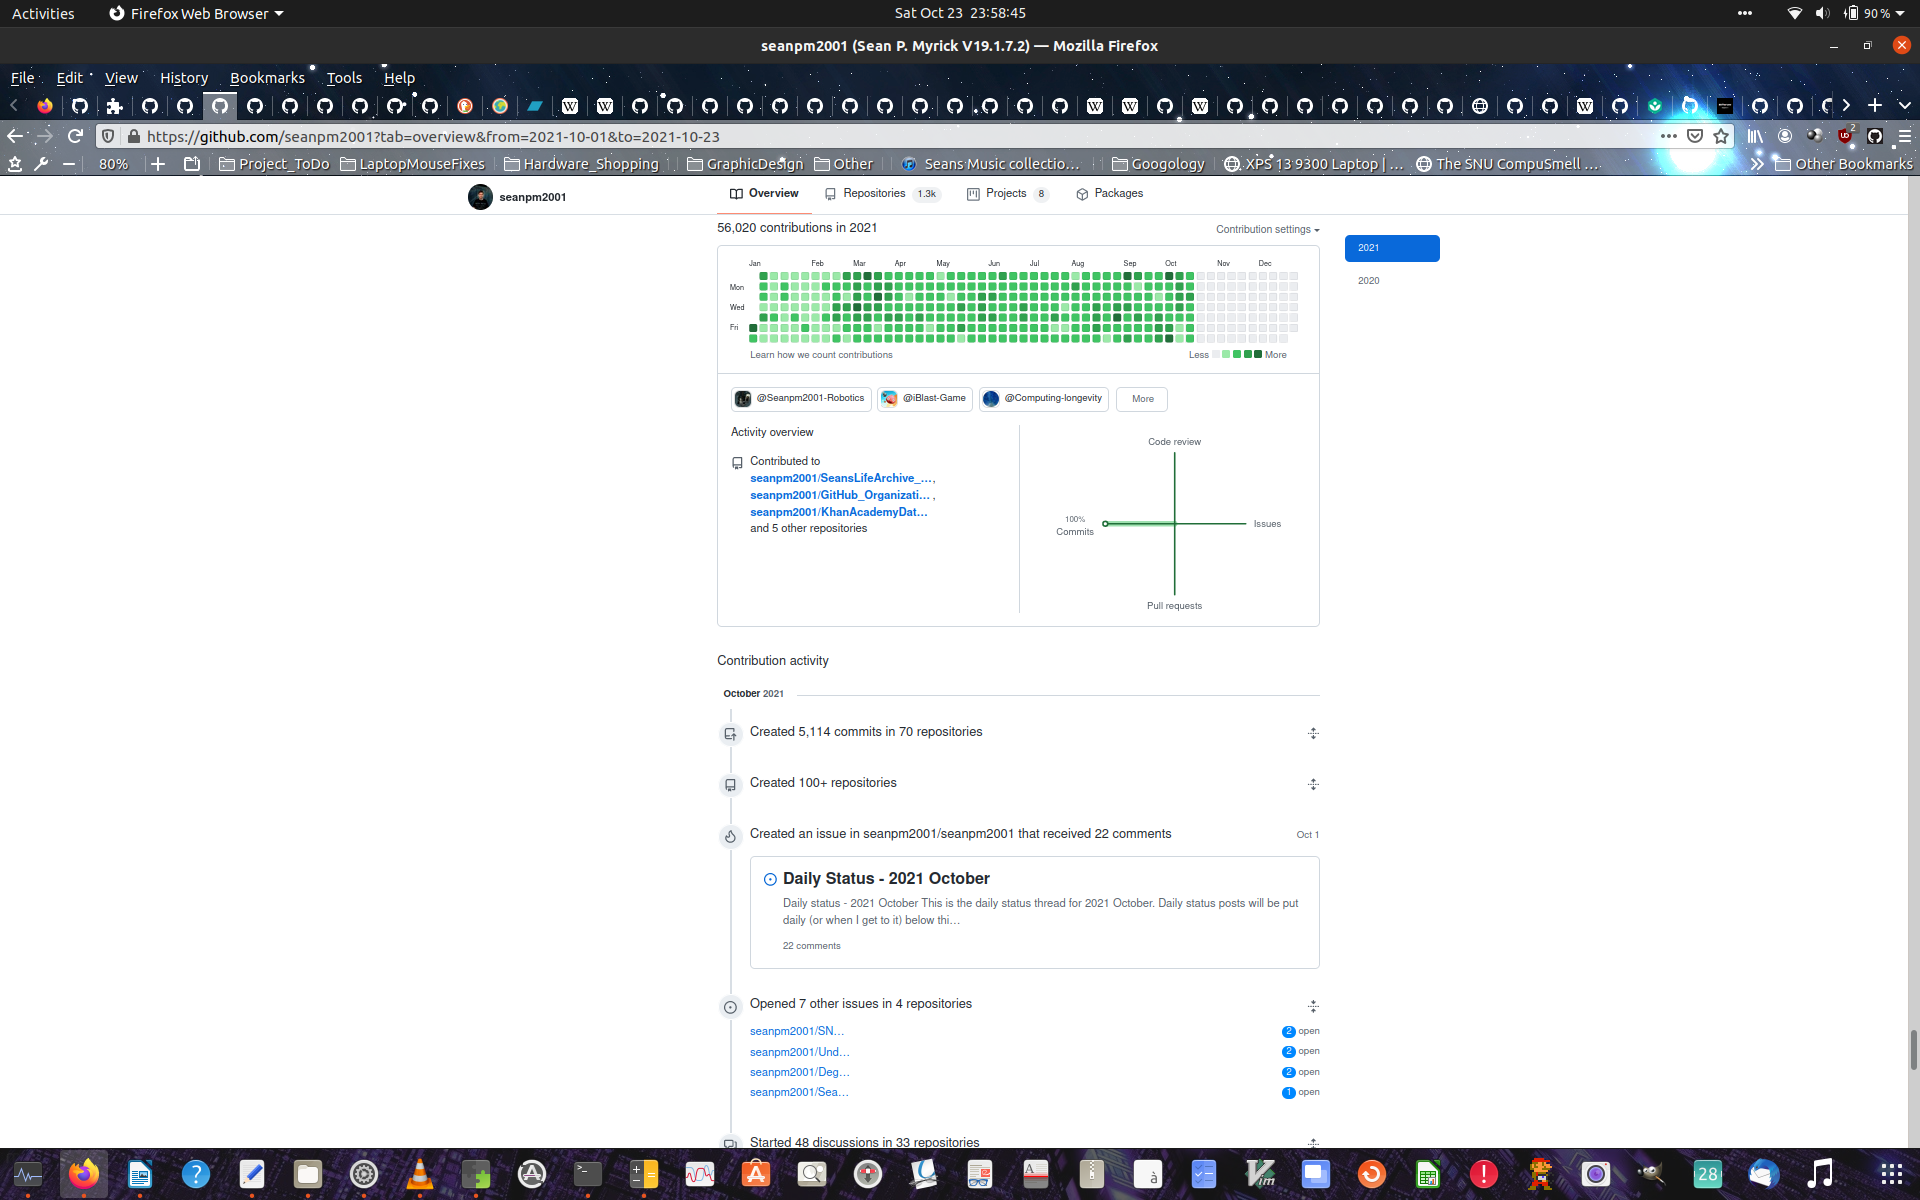 Activities
Firefox Web Browser
Sat Oct 23 23:58:45
90 %
seanpm2001 (Sean P. Myrick V19.1.7.2) — Mozilla Firefox
File Edit View History Bookmarks Tools Help
https://github.com/seanpm2001?tab=overview&from=2021-10-01&to=2021-10-23
2
80%
Project_ToDo
LaptopMouseFixes
Hardware_Shopping
GraphicDesign
Other
Seans Music collectio…
Googology
XPS 13 9300 Laptop | …
The SNU CompuSmell …
Other Bookmarks
seanpm2001
Overview
Repositories 1.3k
Projects 8
Packages
56,020 contributions in 2021
Contribution settings
2021
2020
Jan Feb Mar Apr May Jun Jul Aug Sep Oct Nov Dec
Mon
Wed
Fri
Learn how we count contributions
Less More
@Seanpm2001-Robotics
@iBlast-Game
@Computing-longevity
More
Activity overview
Contributed to
seanpm2001/SeansLifeArchive_…,
seanpm2001/GitHub_Organizati… ,
seanpm2001/KhanAcademyDat…
and 5 other repositories
Code review
100%
Commits
Issues
Pull requests
Contribution activity
October 2021
Created 5,114 commits in 70 repositories
Created 100+ repositories
Created an issue in seanpm2001/seanpm2001 that received 22 comments
Oct 1
Daily Status - 2021 October
Daily status - 2021 October This is the daily status thread for 2021 October. Daily status posts will be put
daily (or when I get to it) below thi…
22 comments
Opened 7 other issues in 4 repositories
seanpm2001/SN… 2 open
seanpm2001/Und… 2 open
seanpm2001/Deg… 2 open
seanpm2001/Sea… 1 open
Started 48 discussions in 33 repositories
28